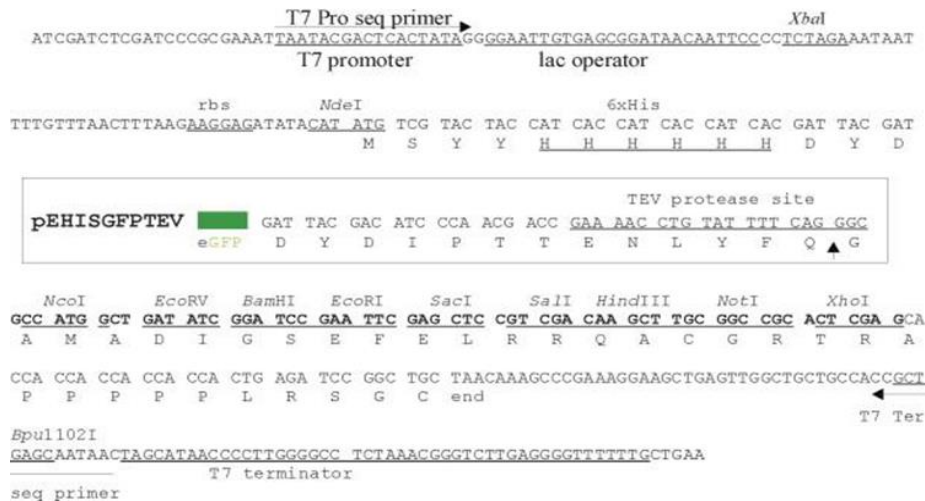 T7 Pro seq primer
XbaI
ATCGATCTCGATCCCGCGAAATTAATACGACTCACTATAGGGGAATTGTGAGCGGATAACAATTCCCCTCTAGAAATAAT
T7 promoter lac operator
rbs NdeI 6xHis
TTTGTTTAACTTTAAGAAGGAGATATACAT ATG TCG TAC TAC CAT CAC CAT CAC CAT CAC GAT TAC GAT
M S Y Y H H H H H H D Y D
TEV protease site
pEHISGFPTEV GAT TAC GAC ATC CCA ACG ACC GAA AAC CTG TAT TTT CAG GGC
eGFP D Y D I P T T E N L Y F Q G
NcoI EcoRV BamHI EcoRI SacI SalI HindIII NotI XhoI
GCC ATG GCT GAT ATC GGA TCC GAA TTC GAG CTC CGT CGA CAA GCT TGC GGC CGC ACT CGAG CA
A M A D I G S E F E L R R Q A C G R T R A
CCA CCA CCA CCA CCA CTG AGA TCC GGC TGC TAACAAAGCCCGAAAGGAAGCTGAGTTGGCTGCTGCCACCGCT
P P P P P L R S G C end
T7 Ter
Bpu1102I
GAGCAATAACTAGCATAACCCCTTGGGGCC TCTAAACGGGTCTTGAGGGGTTTTTTGCTGAA
T7 terminator
seq primer